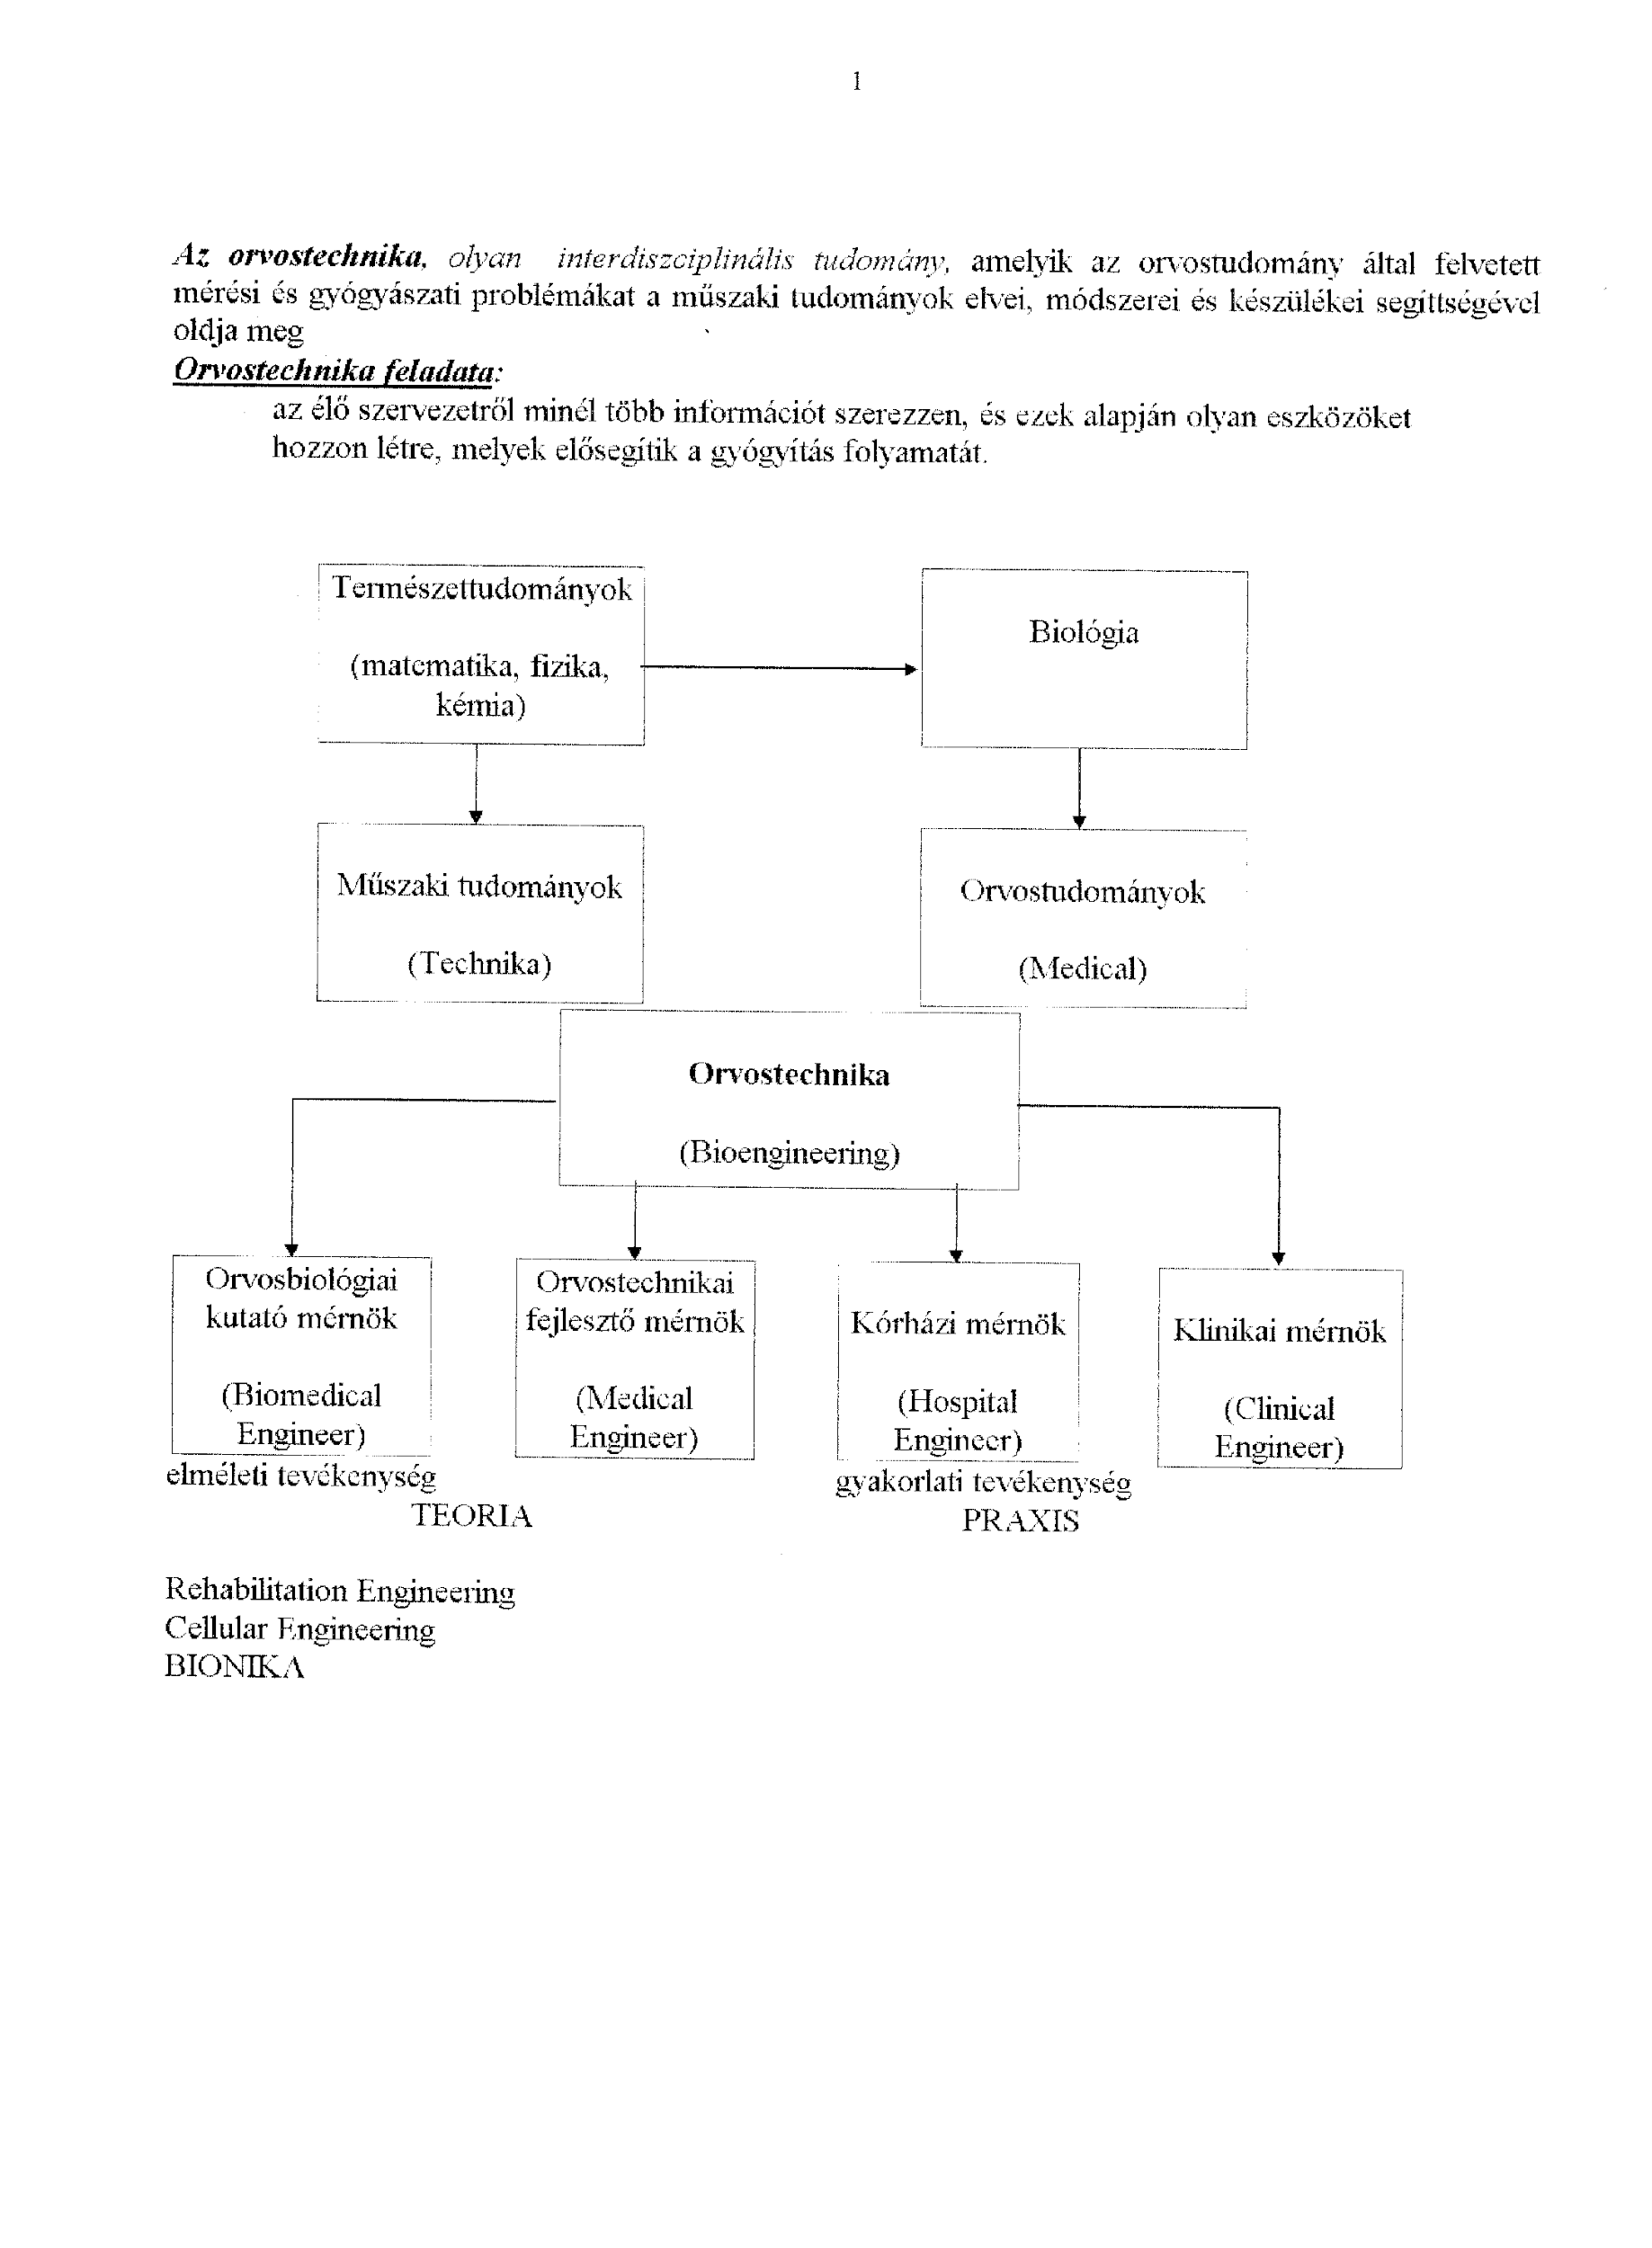 1
Az orvostechnika, olyan interdiszciplinális tudomány, amelyik az orvostudomány által felvetett
mérési és gyógyászati problémákat a műszaki tudományok elvei, módszerei és készülékei segíttségével
oldja meg
Orvostechnika feladata:
az élő szervezetről minél több információt szerezzen, és ezek alapján olyan eszközöket
hozzon létre, melyek elősegítik a gyógyítás folyamatát.
Természettudományok
(matematika, fizika,
kémia)
Biológia
Műszaki tudományok
(Technika)
Orvostudományok
(Medical)
Orvostechnika
(Bioengineering)
Orvosbiológiai
kutató mérnök
(Biomedical
Engineer)
Orvostechnikai
fejlesztő mérnök
(Medical
Engineer)
Kórházi mérnök
(Hospital
Engineer)
Klinikai mérnök
(Clinical
Engineer)
elméleti tevékenység
TEORIA
gyakorlati tevékenység
PRAXIS
Rehabilitation Engineering
Cellular Engineering
BIONIKA